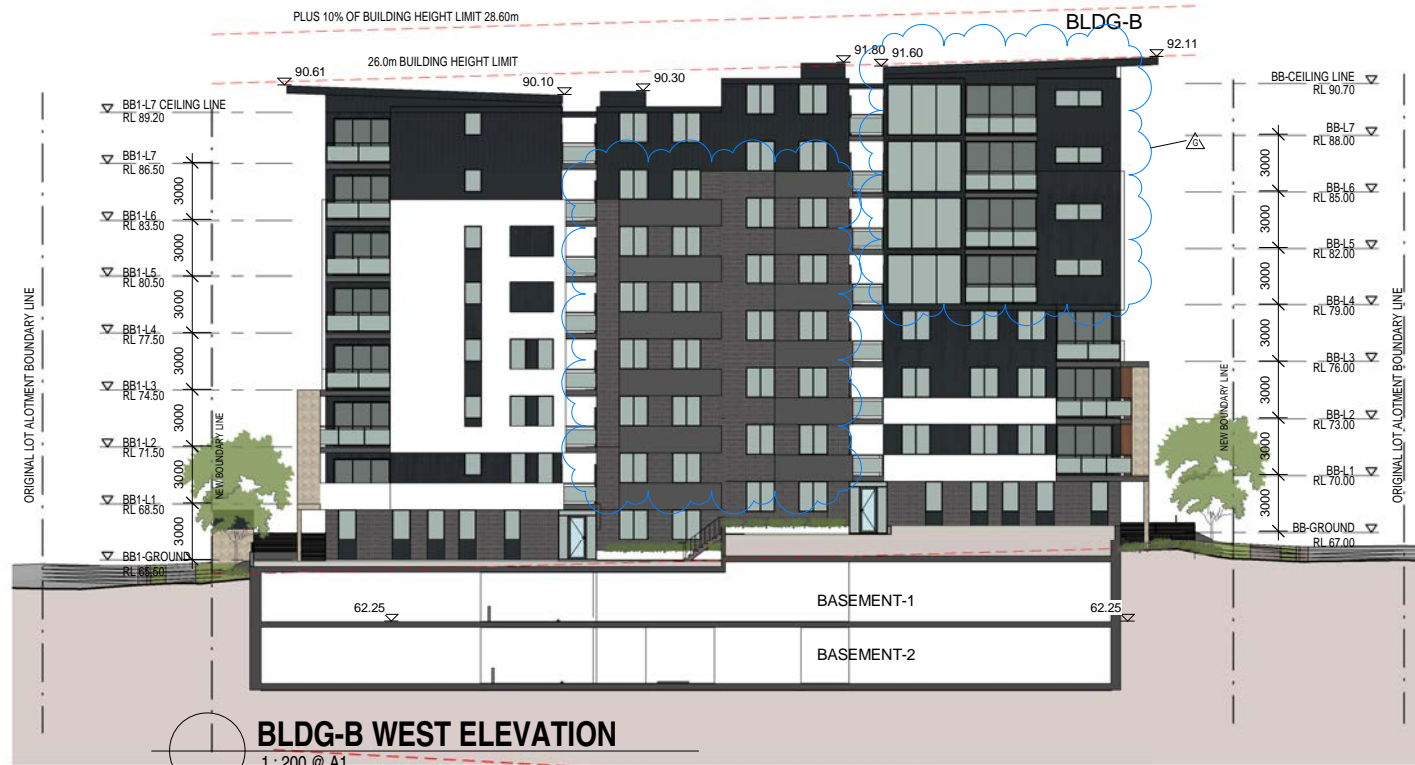 PLUS 10% OF BUILDING HEIGHT LIMIT 28.60m
BLDG-B
26.0m BUILDING HEIGHT LIMIT
90.61
90.10
90.30
91.80
91.60
92.11
BB1-L7 CEILING LINE
RL 89.20
BB1-L7
RL 86.50
3000
BB1-L6
RL 83.50
3000
BB1-L5
RL 80.50
3000
BB1-L4
RL 77.50
3000
BB1-L3
RL 74.50
3000
BB1-L2
RL 71.50
3000
BB1-L1
RL 68.50
3000
BB1-GROUND
RL 65.50
ORIGINAL LOT ALOTMENT BOUNDARY LINE
NEW BOUNDARY LINE
G
BB-CEILING LINE
RL 90.70
BB-L7
RL 88.00
3000
BB-L6
RL 85.00
3000
BB-L5
RL 82.00
3000
BB-L4
RL 79.00
3000
BB-L3
RL 76.00
3000
BB-L2
RL 73.00
3000
BB-L1
RL 70.00
3000
BB-GROUND
RL 67.00
NEW BOUNDARY LINE
ORIGINAL LOT ALOTMENT BOUNDARY LINE
62.25
BASEMENT-1
62.25
BASEMENT-2
BLDG-B WEST ELEVATION
1 : 200 @ A1